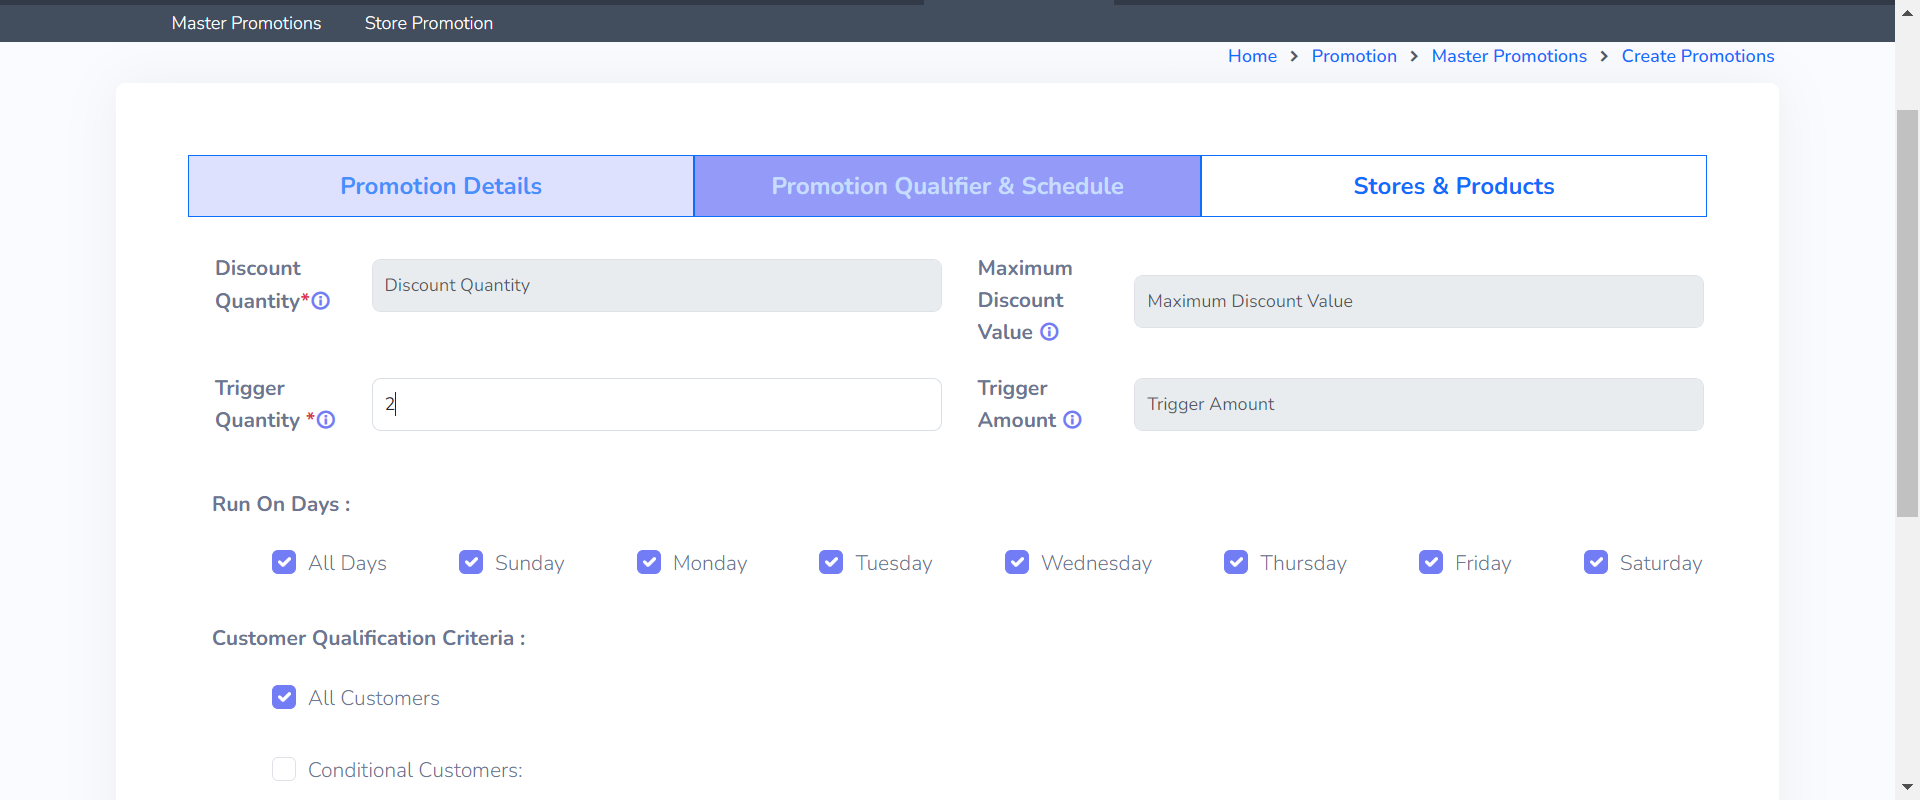 Master Promotions Store Promotion
Home > Promotion > Master Promotions > Create Promotions
Promotion Details
Promotion Qualifier & Schedule
Stores & Products
Discount
Quantity*
Discount Quantity
Maximum
Discount
Value
Maximum Discount Value
Trigger
Quantity *
2
Trigger
Amount
Trigger Amount
Run On Days :
All Days Sunday Monday Tuesday Wednesday Thursday Friday Saturday
Customer Qualification Criteria :
All Customers
Conditional Customers: